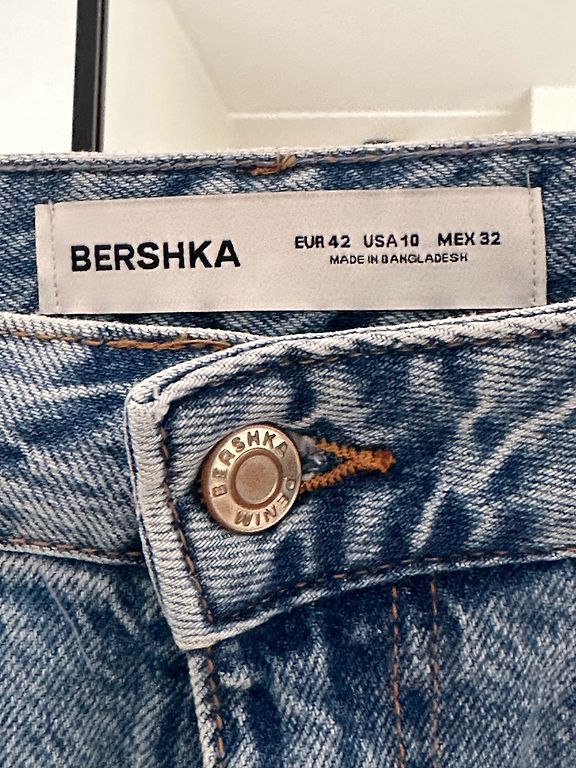 BERSHKA
EUR 42 USA 10 MEX 32
MADE IN BANGLADESH
BERSHKA
DENIM